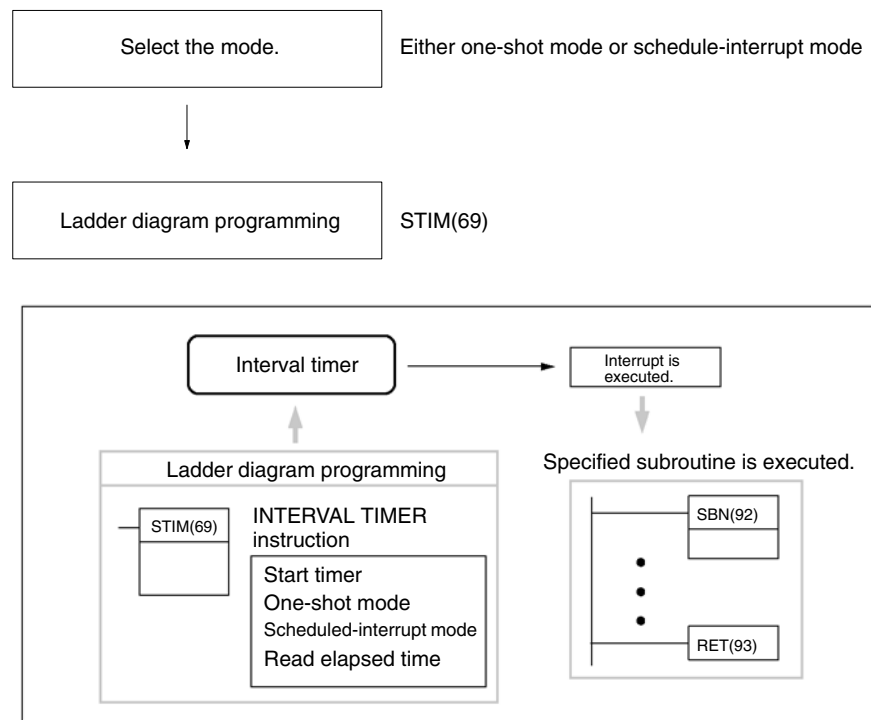 Select the mode.
Either one-shot mode or schedule-interrupt mode
Ladder diagram programming
STIM(69)
Interval timer
Interrupt is
executed.
Ladder diagram programming
STIM(69)
INTERVAL TIMER
instruction
Start timer
One-shot mode
Scheduled-interrupt mode
Read elapsed time
Specified subroutine is executed.
SBN(92)
RET(93)